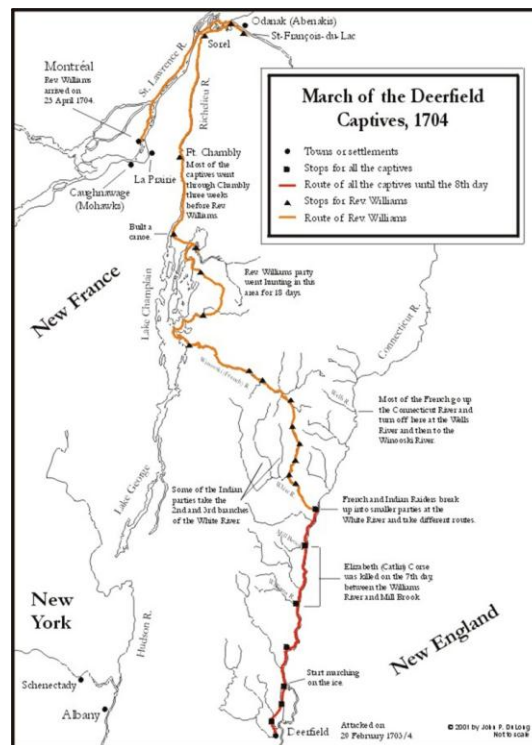 Odanak (Abenakis)
St-François-du Lac
Sorel
St. Lawrence R.
Richelieu R.
Montréal
Rev Williams
arrived on
25 April 1704.
La Prairie
Caughnawage
(Mohawks)
Ft. Chambly
Most of the
captives went
through Chambly
three weeks
before Rev
Williams.
March of the Deerfield
Captives, 1704
Towns or settlements
Stops for all the captives
Route of all the captives until the 8th day
Stops for Rev. Williams
Route of Rev. Williams
Built a
canoe.
Rev Williams party
went hunting in this
area for 18 days.
New France
Lake Champlain
Connecticut R.
Wells R.
Most of the French go up
the Connecticut River and
turn off here at the Wells
River and then to the
Winooski River.
Some of the Indian
parties take the
2nd and 3rd branches
of the White River.
White R.
French and Indian Raiders break
up into smaller parties at
the White River and take different routes.
Lake George
Elizabeth (Catlin) Corse
was killed on the 7th day,
between the Williams
River and Mill Brook.
New
York
Hudson R.
New England
Schenectady
Albany
Start marching
on the ice.
Deerfield
Attacked on
29 February 1703/4.
© 2001 by John P. DuLong
Not to scale